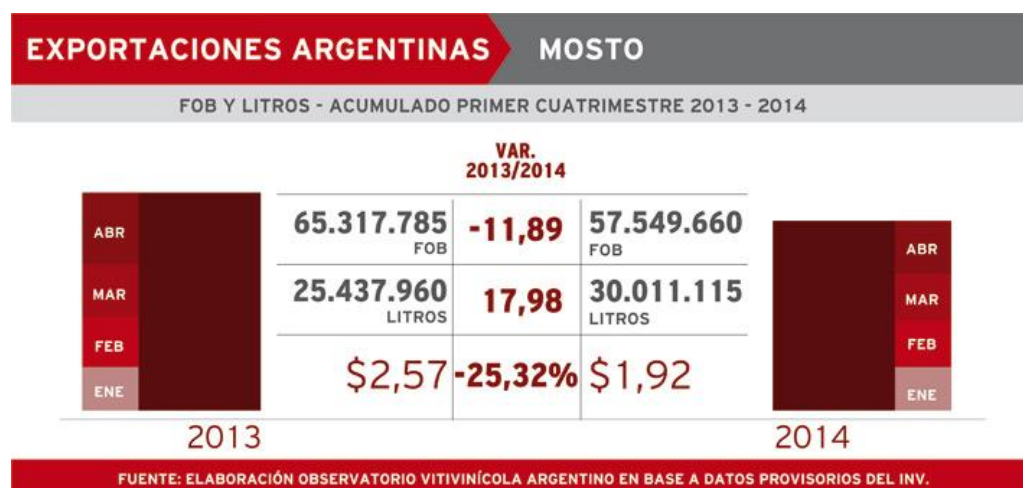 EXPORTACIONES ARGENTINAS MOSTO
FOB Y LITROS - ACUMULADO PRIMER CUATRIMESTRE 2013 - 2014
VAR.
2013/2014
ABR
MAR
FEB
ENE
65.317.785
FOB
-11,89
57.549.660
FOB
25.437.960
LITROS
17,98
30.011.115
LITROS
$2,57
-25,32%
$1,92
ABR
MAR
FEB
ENE
2013
2014
FUENTE: ELABORACIÓN OBSERVATORIO VITIVINÍCOLA ARGENTINO EN BASE A DATOS PROVISORIOS DEL INV.